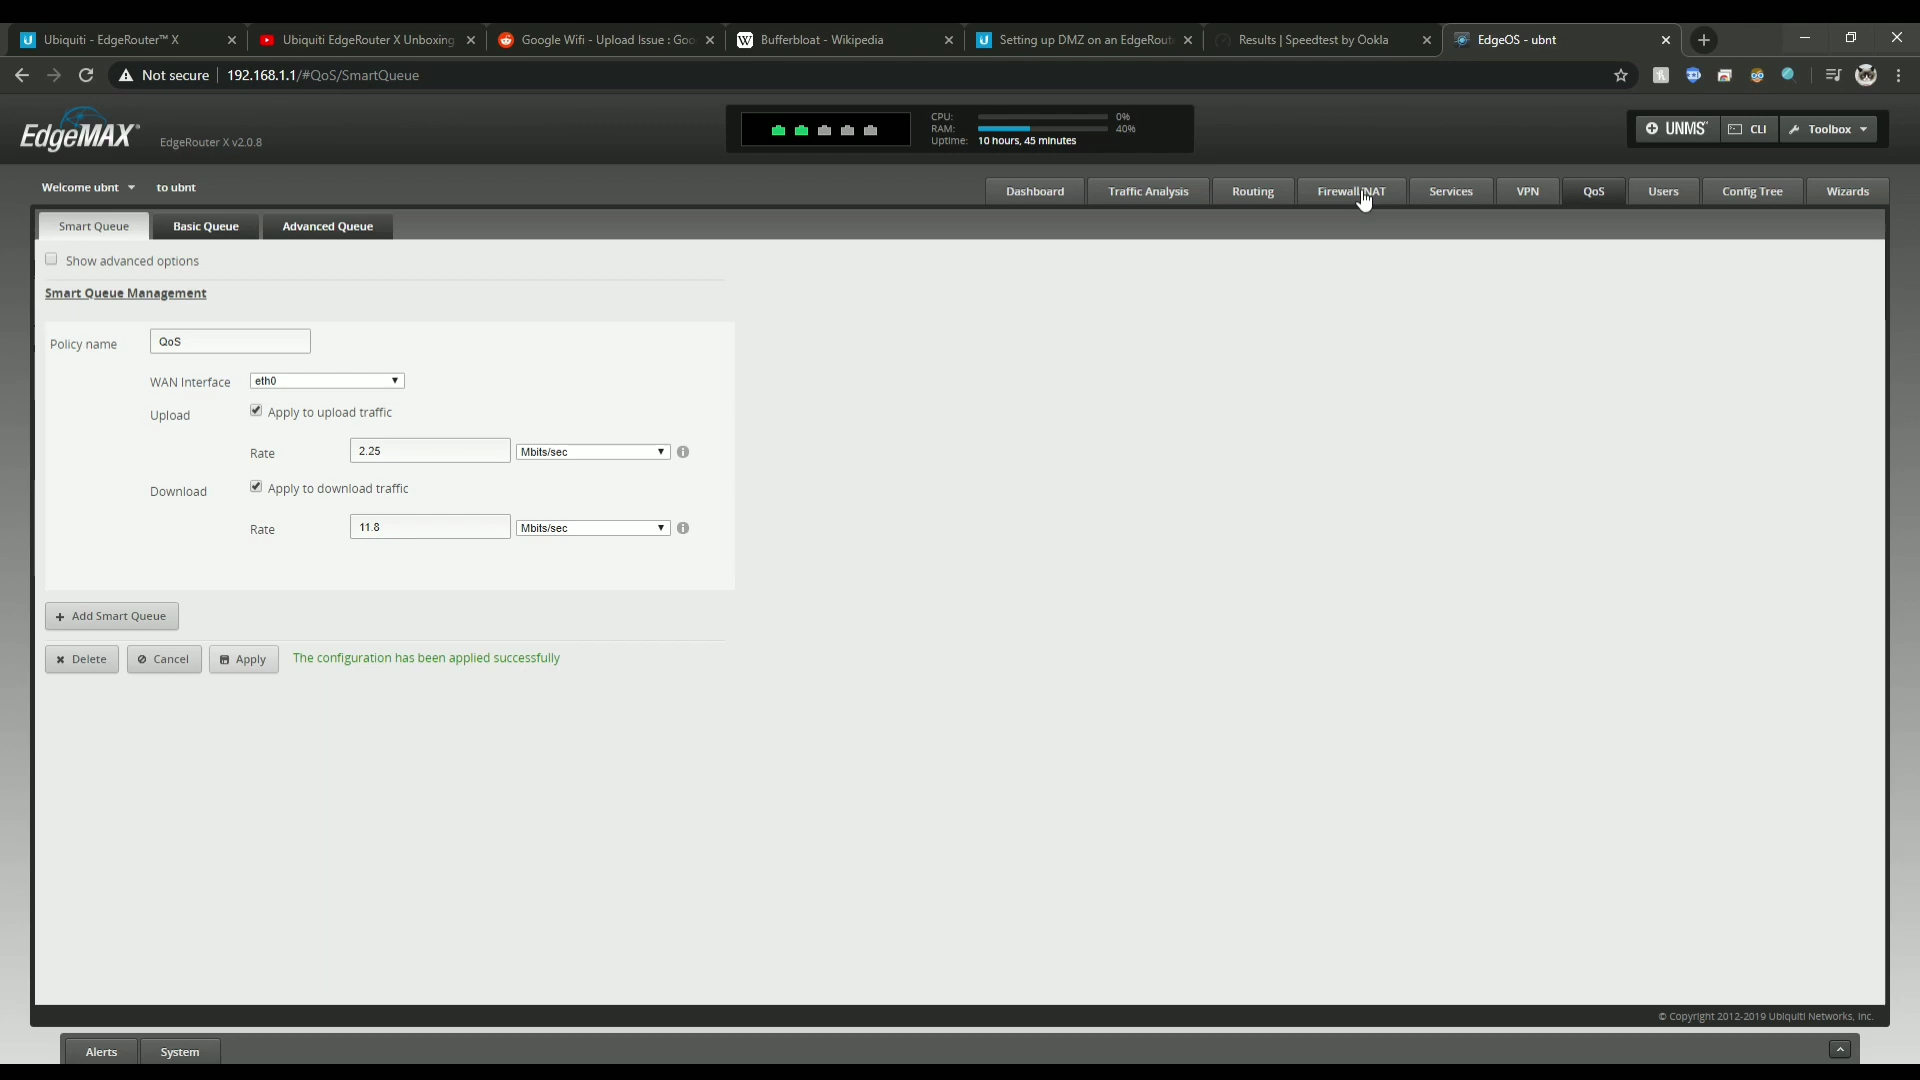 Ubiquiti - EdgeRouter™ X
Ubiquiti EdgeRouter X Unboxing
Google Wifi - Upload Issue : Goo
Bufferbloat - Wikipedia
Setting up DMZ on an EdgeRout
Results | Speedtest by Ookla
EdgeOS - ubnt
Not secure
192.168.1.1/#QoS/SmartQueue
EdgeMAX
EdgeRouter X v2.0.8
CPU: 0%
RAM: 40%
Uptime: 10 hours, 45 minutes
UNMS™
CLI
Toolbox
Welcome ubnt
to ubnt
Dashboard
Traffic Analysis
Routing
Firewall/NAT
Services
VPN
QoS
Users
Config Tree
Wizards
Smart Queue
Basic Queue
Advanced Queue
Show advanced options
Smart Queue Management
Policy name QoS
WAN Interface eth0
Upload Apply to upload traffic
Rate 2.25 Mbits/sec
Download Apply to download traffic
Rate 11.8 Mbits/sec
+ Add Smart Queue
Delete
Cancel
Apply
The configuration has been applied successfully
© Copyright 2012-2019 Ubiquiti Networks, Inc.
Alerts
System